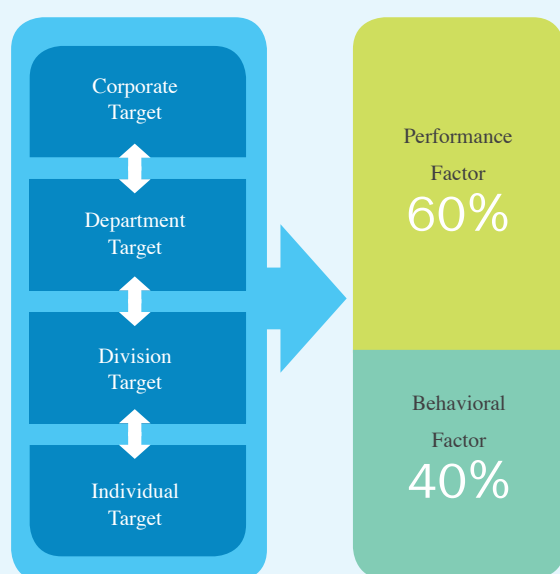 Corporate
Target
Department
Target
Division
Target
Individual
Target
Performance
Factor
60%
Behavioral
Factor
40%